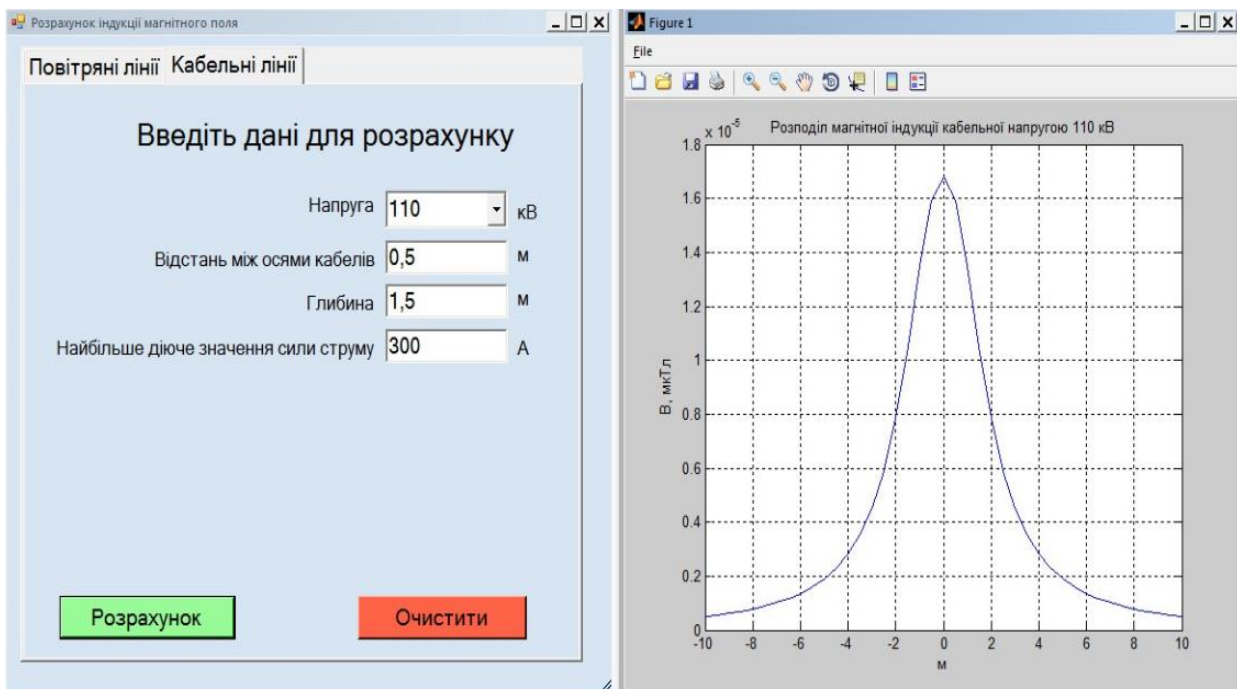 Розрахунок індукції магнітного поля
Повітряні лінії Кабельні лінії
Введіть дані для розрахунку
Напруга 110 кВ
Відстань між осями кабелів 0,5 м
Глибина 1,5 м
Найбільше діюче значення сили струму 300 А
Розрахунок Очистити
Figure 1
File
Розподіл магнітної індукції кабельної напругою 110 кВ
x 10^-5
1.8
1.6
1.4
1.2
1
0.8
0.6
0.4
0.2
0
В, мкТл
-10 -8 -6 -4 -2 0 2 4 6 8 10
м